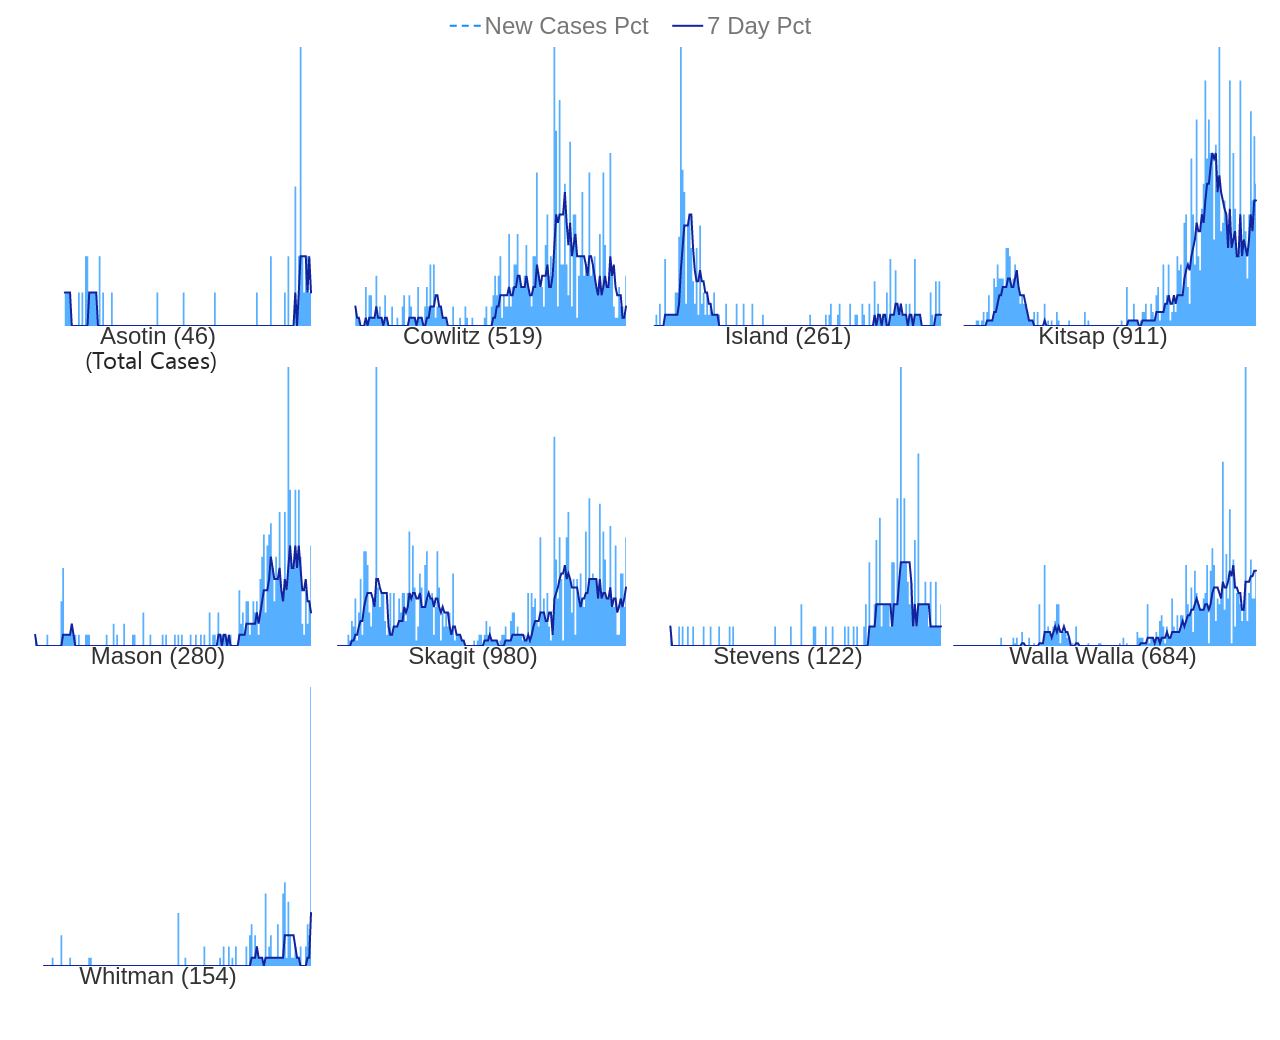 New Cases Pct 7 Day Pct
Asotin (46)
(Total Cases)
Cowlitz (519)
Island (261)
Kitsap (911)
Mason (280)
Skagit (980)
Stevens (122)
Walla Walla (684)
Whitman (154)